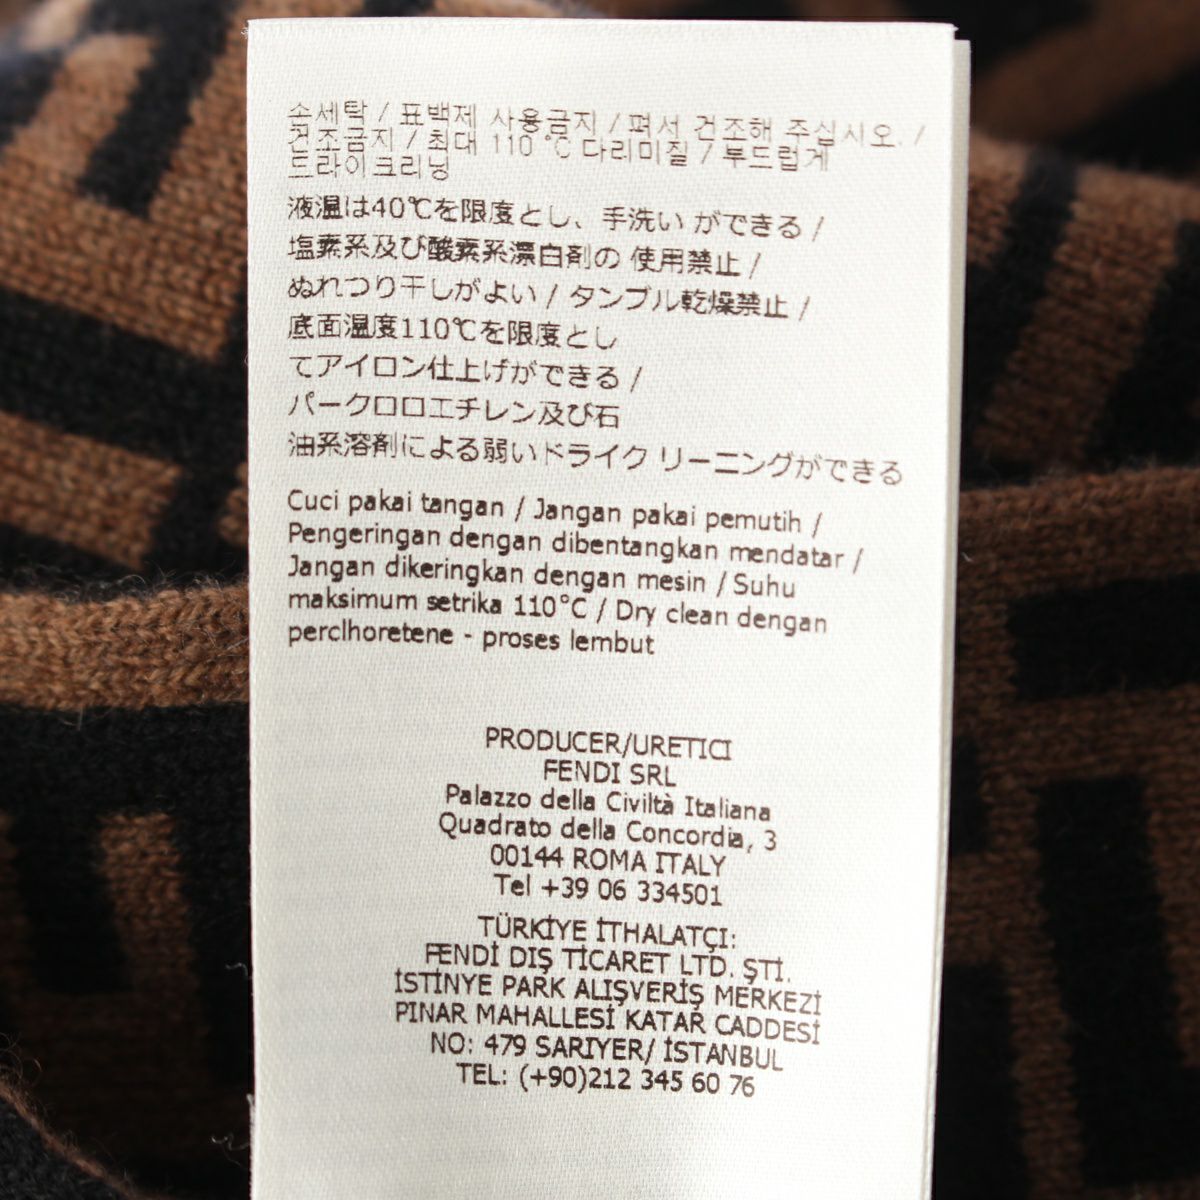 손세탁 / 표백제 사용금지 / 펴서 건조해 주십시오. /
건조금지 / 최대 110 °C 다리미질 / 부드럽게
드라이크리닝
液温は40℃を限度とし、手洗い ができる /
塩素系及び酸素系漂白剤の 使用禁止 /
ぬれつり干しがよい / タンブル乾燥禁止 /
底面温度110℃を限度とし
てアイロン仕上げができる /
パークロロエチレン及び石
油系溶剤による弱いドライク リーニングができる
Cuci pakai tangan / Jangan pakai pemutih /
Pengeringan dengan dibentangkan mendatar /
Jangan dikeringkan dengan mesin / Suhu
maksimum setrika 110°C / Dry clean dengan
perclhoretene - proses lembut
PRODUCER/URETICI
FENDI SRL
Palazzo della Civiltà Italiana
Quadrato della Concordia, 3
00144 ROMA ITALY
Tel +39 06 334501
TÜRKİYE İTHALATÇI:
FENDİ DIŞ TİCARET LTD. ŞTİ.
İSTİNYE PARK ALIŞVERİŞ MERKEZİ
PINAR MAHALLESİ KATAR CADDESİ
NO: 479 SARIYER/ İSTANBUL
TEL: (+90)212 345 60 76